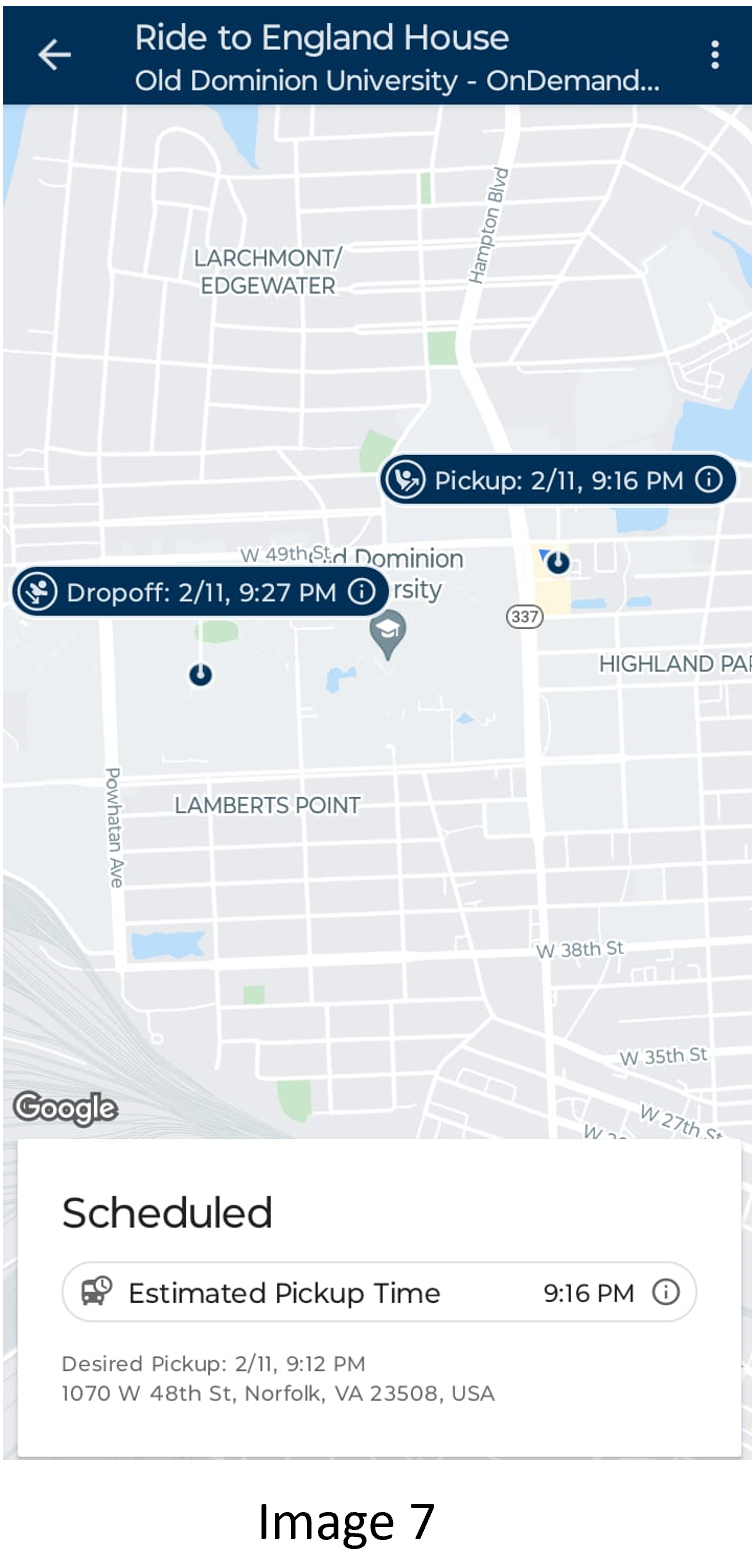 Ride to England House
Old Dominion University - OnDemand...
Hampton Blvd
LARCHMONT/
EDGEWATER
Pickup: 2/11, 9:16 PM
W 49th St
Old Dominion
rsity
Dropoff: 2/11, 9:27 PM
337
HIGHLAND PAR
Powhatan Ave
LAMBERTS POINT
W 38th St
W 35th St
W 27th St
Google
Scheduled
Estimated Pickup Time 9:16 PM
Desired Pickup: 2/11, 9:12 PM
1070 W 48th St, Norfolk, VA 23508, USA
Image 7